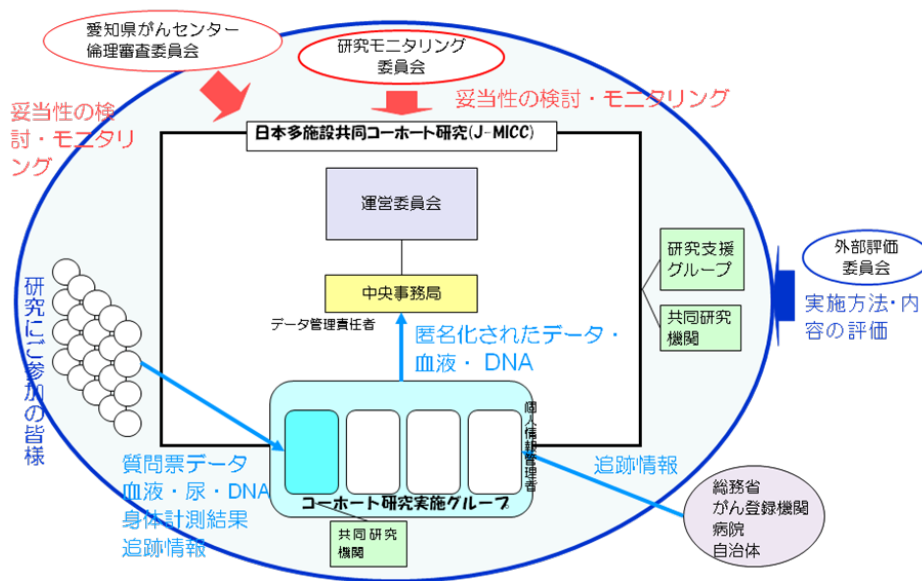 愛知県がんセンター
倫理審査委員会
研究モニタリング
委員会
妥当性の検
討・モニタリ
ング
妥当性の検討・モニタリング
日本多施設共同コーホート研究(J-MICC)
運営委員会
中央事務局
データ管理責任者
研究支援
グループ
共同研究
機関
外部評価
委員会
実施方法・内
容の評価
研究にご参加の皆様
匿名化されたデータ・
血液・ DNA
個人情報管理者
質問票データ
血液・尿・DNA
身体計測結果
追跡情報
コーホート研究実施グループ。
共同研究
機関
追跡情報
総務省
がん登録機関
病院
自治体